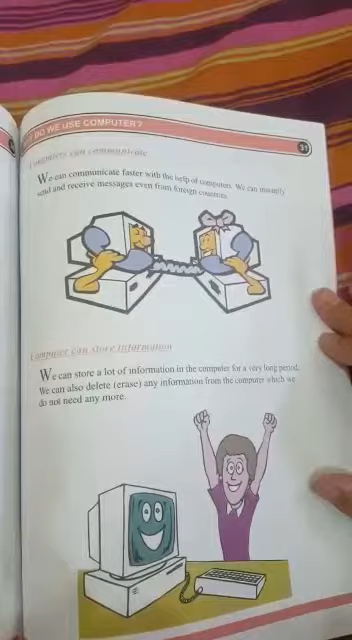 DO WE USE COMPUTER?
31
Computers can communicate
We can communicate faster with the help of computers. We can instantly
send and receive messages even from foreign countries.
Computer can store information
We can store a lot of information in the computer for a very long period.
We can also delete (erase) any information from the computer which we
do not need any more.